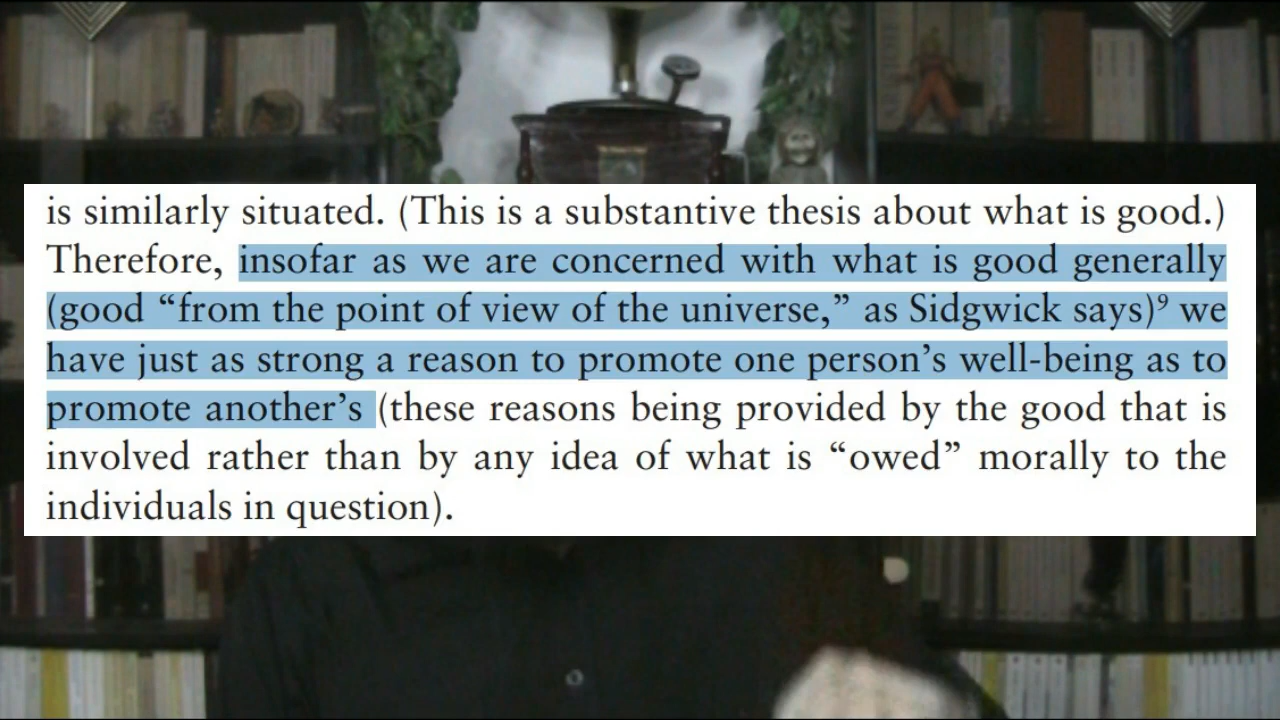 is similarly situated. (This is a substantive thesis about what is good.)
Therefore, insofar as we are concerned with what is good generally
(good “from the point of view of the universe,” as Sidgwick says)⁹ we
have just as strong a reason to promote one person’s well-being as to
promote another’s (these reasons being provided by the good that is
involved rather than by any idea of what is “owed” morally to the
individuals in question).